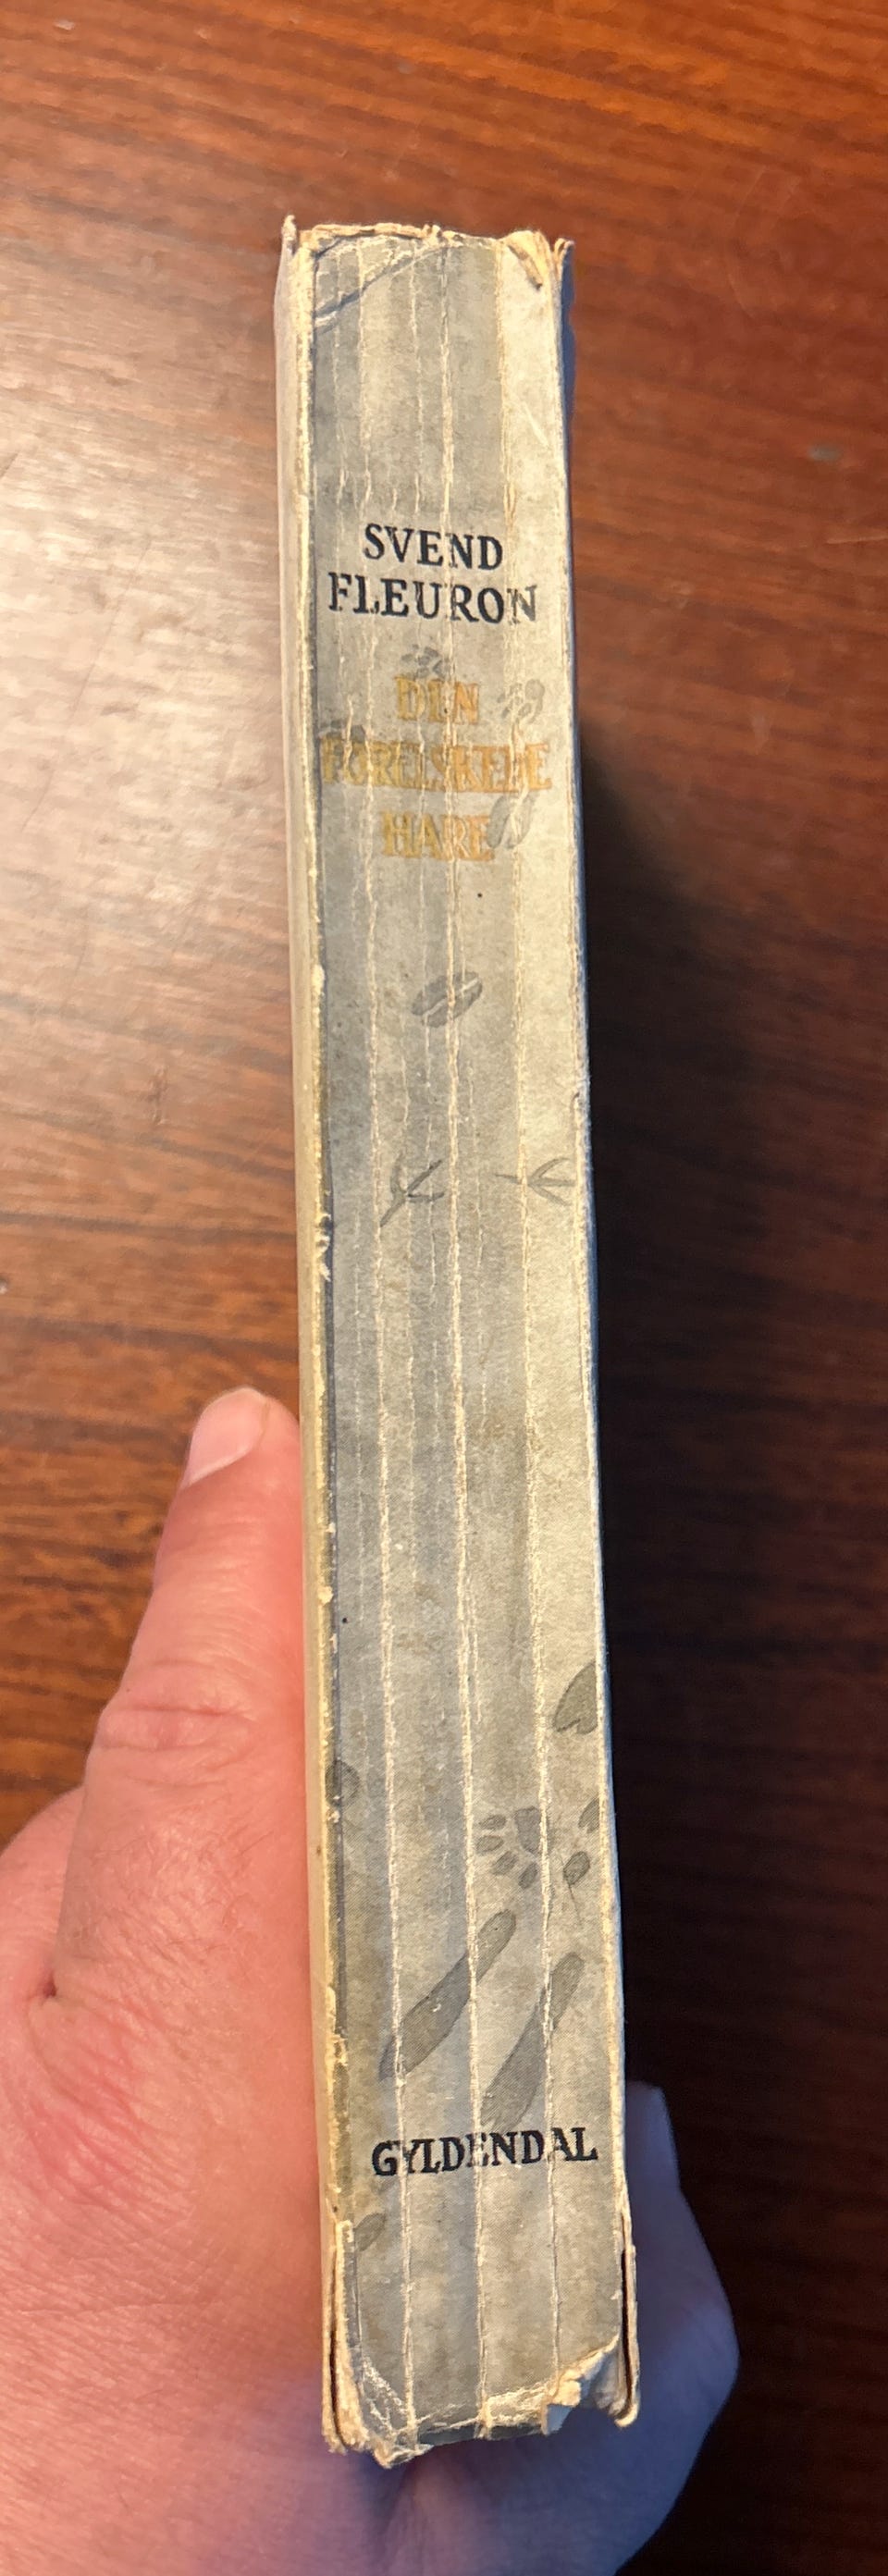 SVEND
FLEURON
DEN
FORELSKEDE
HARE
GYLDENDAL